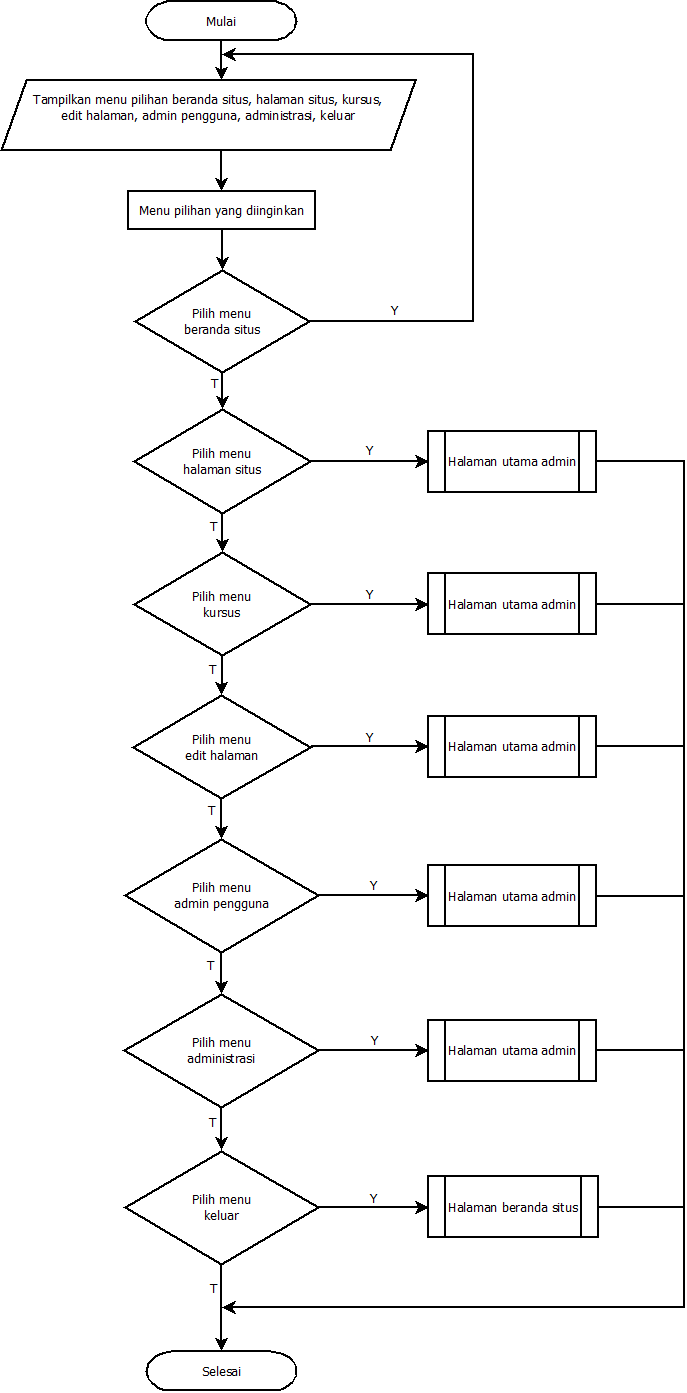 Mulai
Tampilkan menu pilihan beranda situs, halaman situs, kursus,
edit halaman, admin pengguna, administrasi, keluar
Menu pilihan yang diinginkan
Pilih menu
beranda situs
Y
T
Pilih menu
halaman situs
Y
Halaman utama admin
T
Pilih menu
kursus
Y
Halaman utama admin
T
Pilih menu
edit halaman
Y
Halaman utama admin
T
Pilih menu
admin pengguna
Y
Halaman utama admin
T
Pilih menu
administrasi
Y
Halaman utama admin
T
Pilih menu
keluar
Y
Halaman beranda situs
T
Selesai